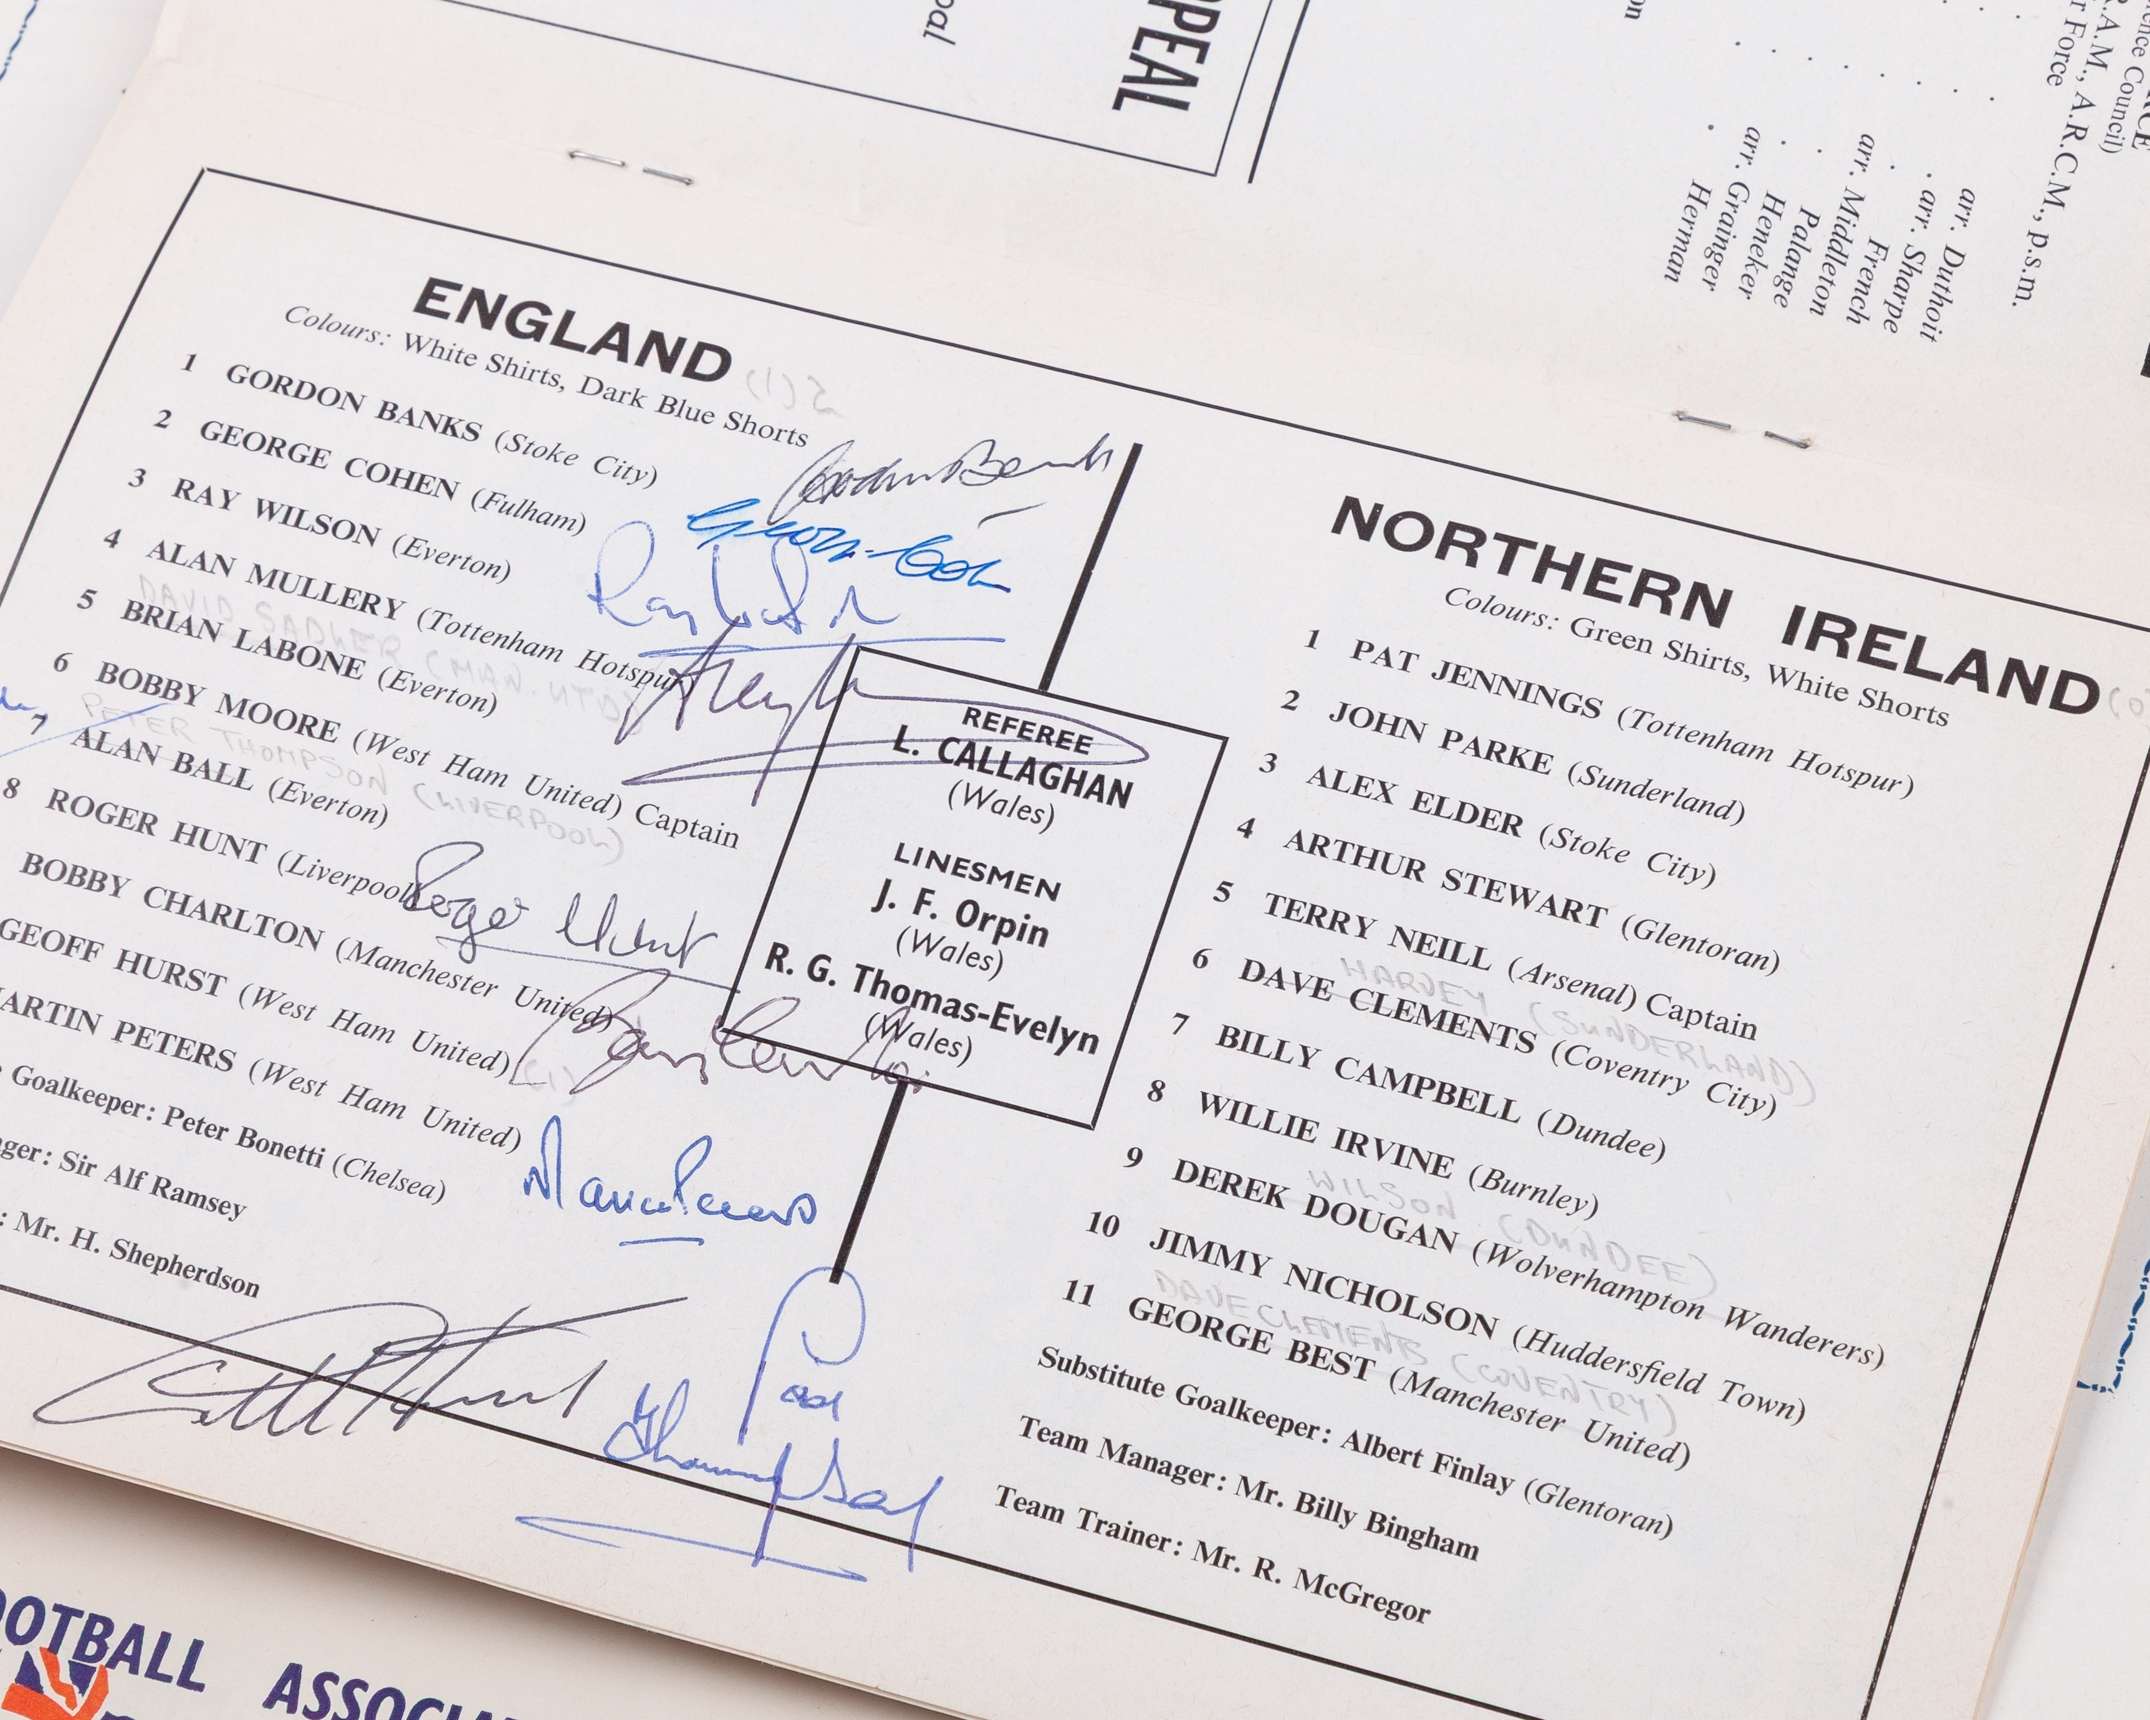 PPEAL
arr. Duthoit
arr. Sharpe
French
arr. Middleton
Palange
Heneker
arr. Grainger
Herman
R.A.M., A.R.C.M., p.s.m.
Force
Council)
ENGLAND
Colours: White Shirts, Dark Blue Shorts
1 GORDON BANKS (Stoke City)
2 GEORGE COHEN (Fulham)
3 RAY WILSON (Everton)
4 ALAN MULLERY (Tottenham Hotspur)
DAVID SADLER (MAN. UTD)
5 BRIAN LABONE (Everton)
6 BOBBY MOORE (West Ham United) Captain
PETER THOMPSON (LIVERPOOL)
7 ALAN BALL (Everton)
8 ROGER HUNT (Liverpool)
Roger Hunt
BOBBY CHARLTON (Manchester United)
GEOFF HURST (West Ham United) (1)
ARTIN PETERS (West Ham United)
Goalkeeper: Peter Bonetti (Chelsea)
ger: Sir Alf Ramsey
: Mr. H. Shepherdson
REFEREE
L. CALLAGHAN
(Wales)
LINESMEN
J. F. Orpin
(Wales)
R. G. Thomas-Evelyn
(Wales)
NORTHERN IRELAND
Colours: Green Shirts, White Shorts
1 PAT JENNINGS (Tottenham Hotspur)
2 JOHN PARKE (Sunderland)
3 ALEX ELDER (Stoke City)
4 ARTHUR STEWART (Glentoran)
5 TERRY NEILL (Arsenal) Captain
HARVEY (SUNDERLAND)
6 DAVE CLEMENTS (Coventry City)
7 BILLY CAMPBELL (Dundee)
8 WILLIE IRVINE (Burnley)
WILSON (DUNDEE)
9 DEREK DOUGAN (Wolverhampton Wanderers)
10 JIMMY NICHOLSON (Huddersfield Town)
DAVE CLEMENTS (COVENTRY)
11 GEORGE BEST (Manchester United)
Substitute Goalkeeper: Albert Finlay (Glentoran)
Team Manager: Mr. Billy Bingham
Team Trainer: Mr. R. McGregor
OOTBALL ASSOCI